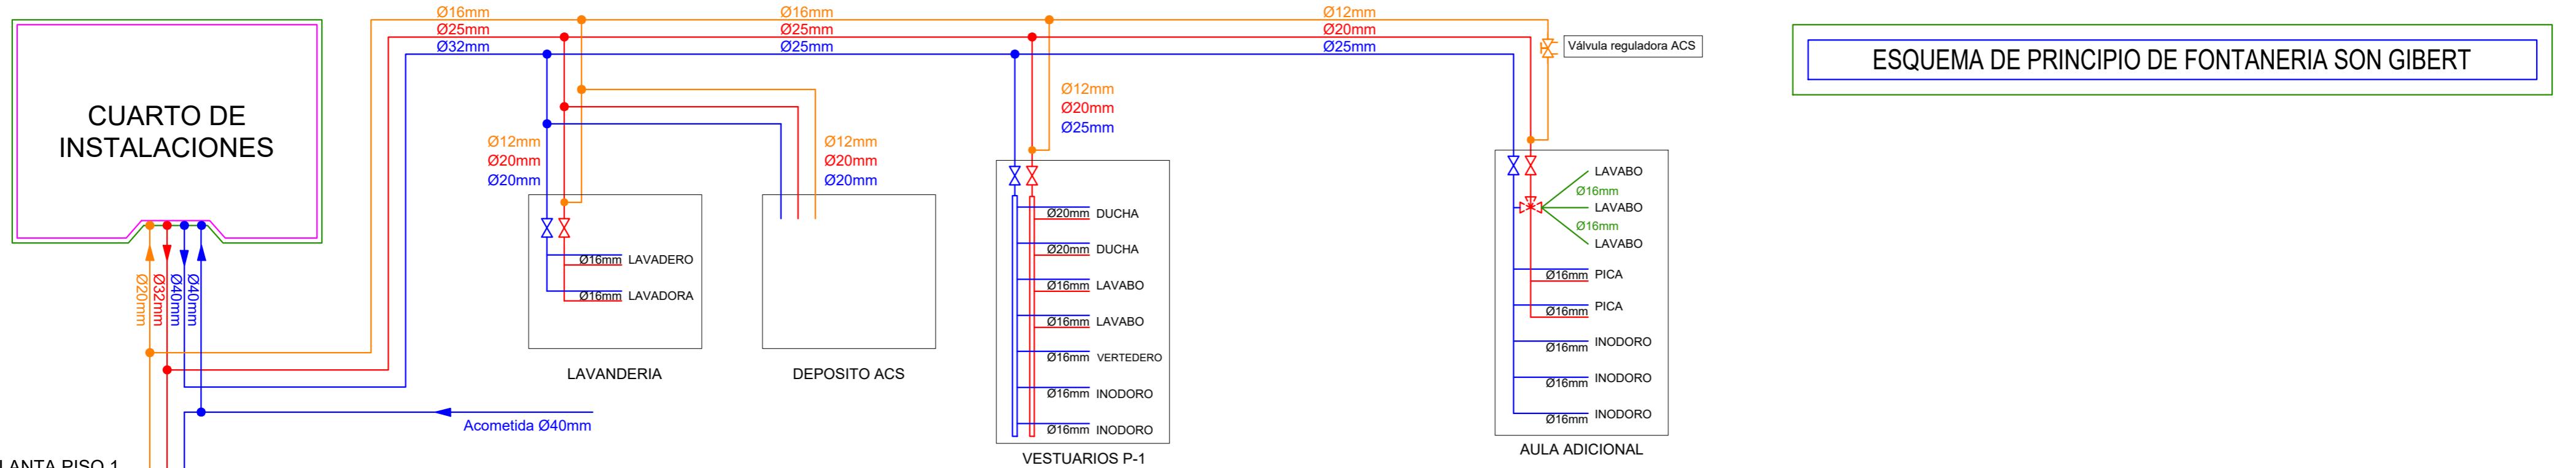 Ø16mm
Ø25mm
Ø32mm
Ø16mm
Ø25mm
Ø25mm
Ø12mm
Ø20mm
Ø25mm
Válvula reguladora ACS
ESQUEMA DE PRINCIPIO DE FONTANERIA SON GIBERT
CUARTO DE
INSTALACIONES
Ø20mm
Ø32mm
Ø40mm
Ø40mm
Acometida Ø40mm
Ø12mm
Ø20mm
Ø20mm
Ø16mm LAVADERO
Ø16mm LAVADORA
LAVANDERIA
Ø12mm
Ø20mm
Ø20mm
DEPOSITO ACS
Ø12mm
Ø20mm
Ø25mm
Ø20mm DUCHA
Ø20mm DUCHA
Ø16mm LAVABO
Ø16mm LAVABO
Ø16mm VERTEDERO
Ø16mm INODORO
Ø16mm INODORO
VESTUARIOS P-1
LAVABO
Ø16mm
LAVABO
Ø16mm
LAVABO
Ø16mm PICA
Ø16mm PICA
Ø16mm INODORO
Ø16mm INODORO
Ø16mm INODORO
AULA ADICIONAL
PISO 1